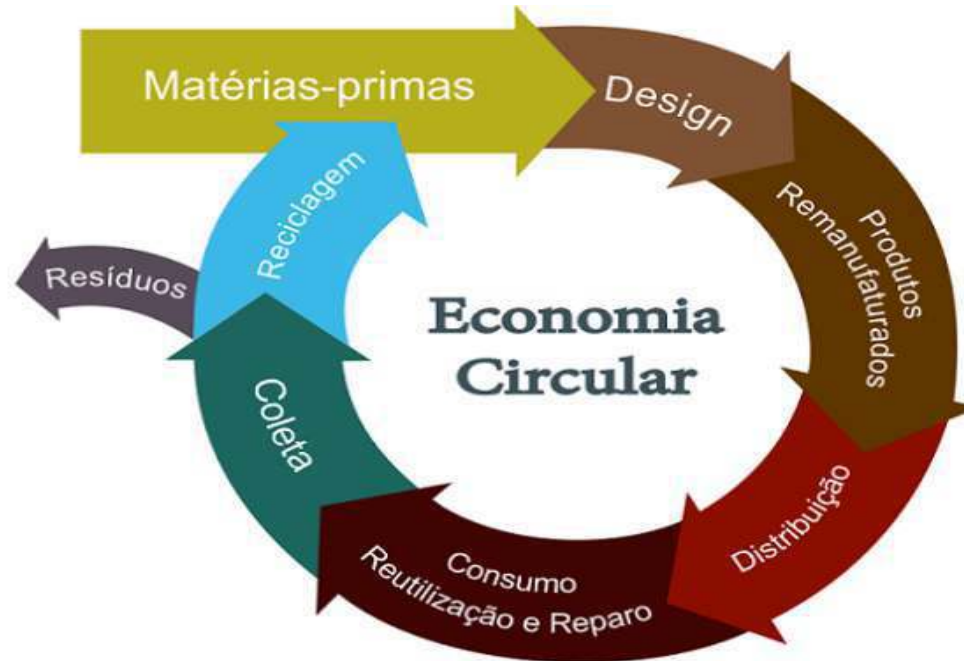 Matérias-primas
Design
Produtos
Remanufaturados
Distribuição
Consumo
Reutilização e Reparo
Coleta
Reciclagem
Resíduos
Economia
Circular